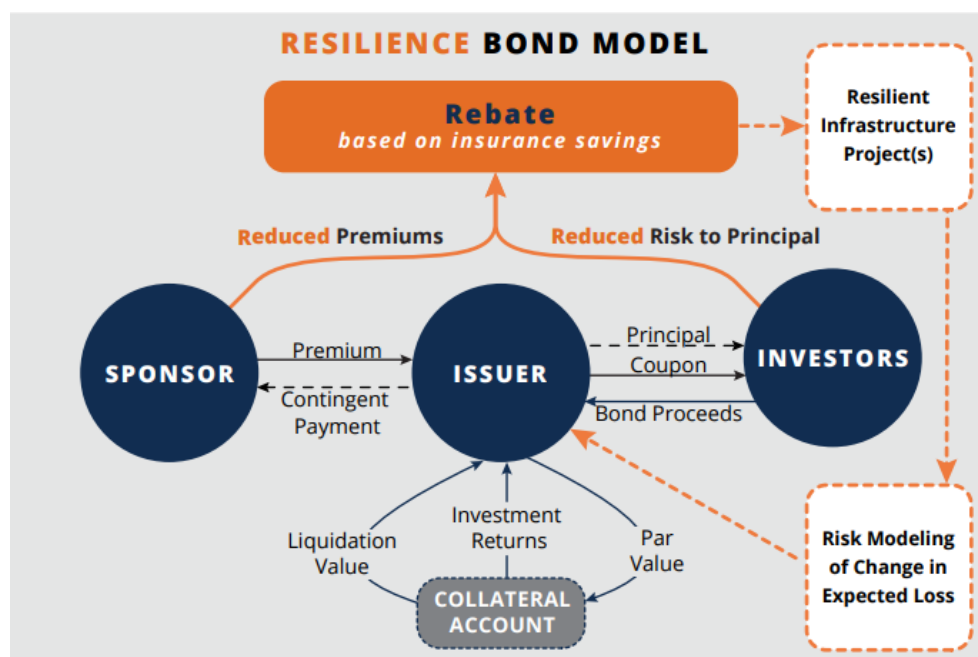 RESILIENCE BOND MODEL
Rebate
based on insurance savings
Resilient
Infrastructure
Project(s)
Reduced Premiums
Reduced Risk to Principal
SPONSOR
Premium
Contingent
Payment
ISSUER
Principal
Coupon
Bond Proceeds
INVESTORS
Liquidation
Value
Investment
Returns
Par
Value
COLLATERAL
ACCOUNT
Risk Modeling
of Change in
Expected Loss